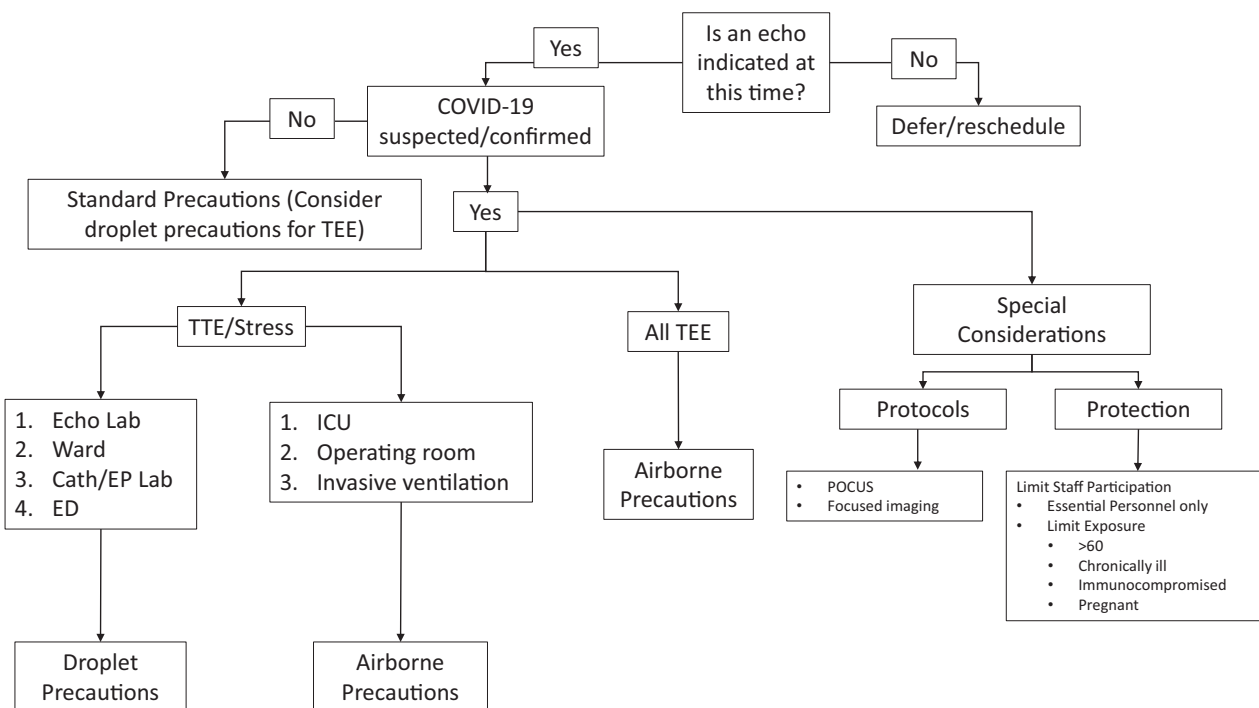 Is an echo
indicated at
this time?
Yes
No
Defer/reschedule
COVID-19
suspected/confirmed
No
Standard Precautions (Consider
droplet precautions for TEE)
Yes
TTE/Stress
All TEE
Special
Considerations
1. Echo Lab
2. Ward
3. Cath/EP Lab
4. ED
1. ICU
2. Operating room
3. Invasive ventilation
Airborne
Precautions
Protocols
Protection
• POCUS
• Focused imaging
Limit Staff Participation
• Essential Personnel only
• Limit Exposure
• >60
• Chronically ill
• Immunocompromised
• Pregnant
Droplet
Precautions
Airborne
Precautions